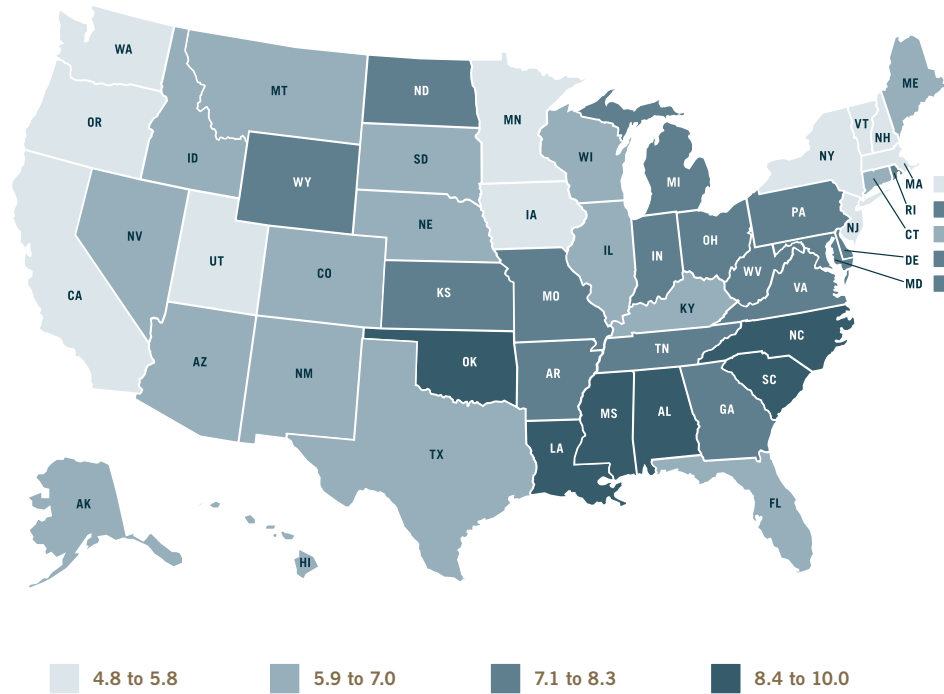 WA
MT
ND
OR
MN
ID
SD
WI
WY
MI
NY
VT
NH
ME
MA
RI
CT
NJ
DE
MD
NV
NE
IA
PA
UT
CO
IL
IN
OH
WV
VA
CA
KS
MO
KY
AZ
NM
OK
AR
TN
NC
SC
MS
AL
GA
LA
TX
FL
AK
HI
4.8 to 5.8
5.9 to 7.0
7.1 to 8.3
8.4 to 10.0